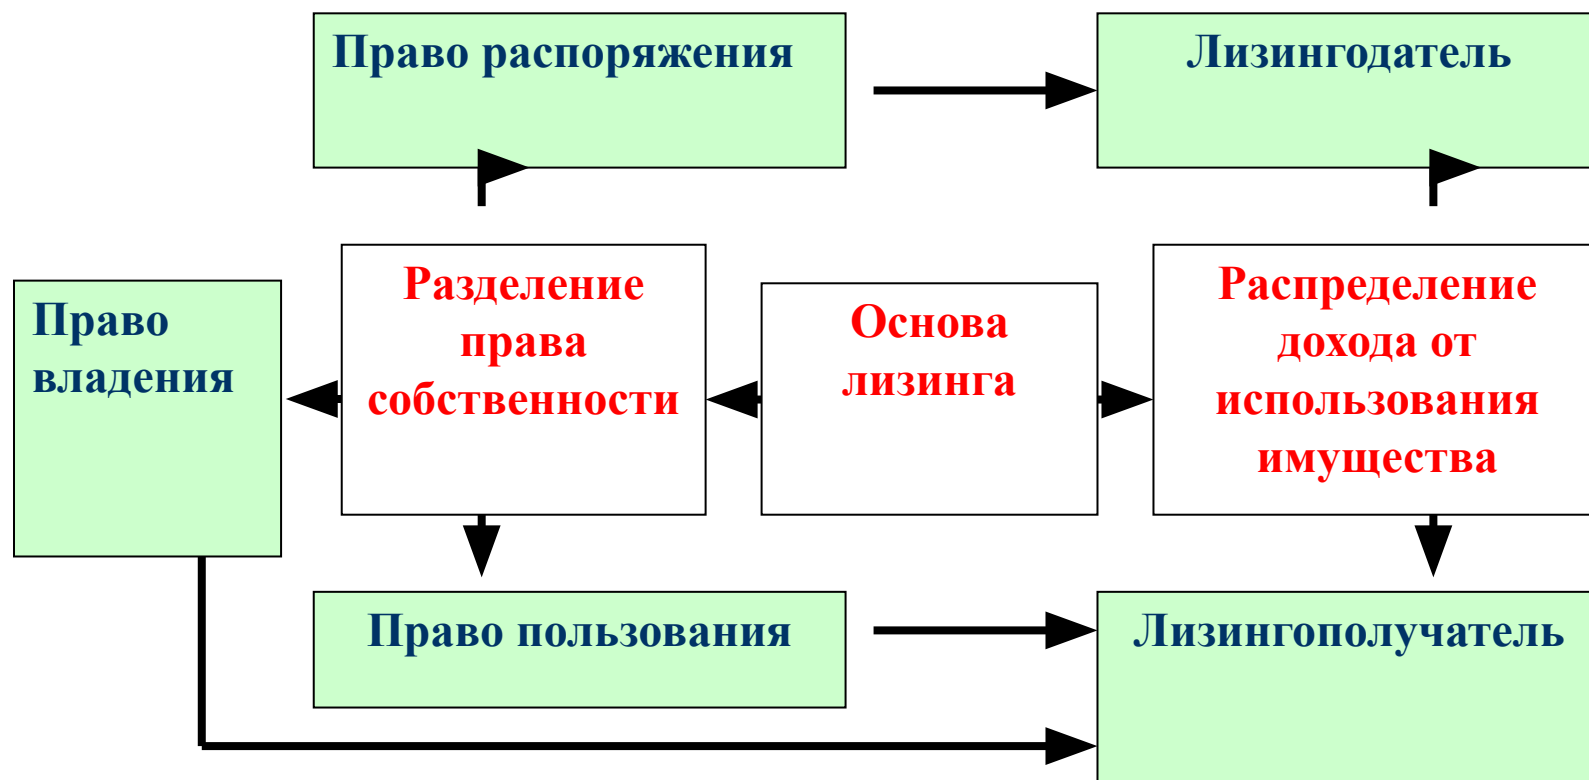 Право распоряжения
Лизингодатель
Право
владения
Разделение
права
собственности
Основа
лизинга
Распределение
дохода от
использования
имущества
Право пользования
Лизингополучатель